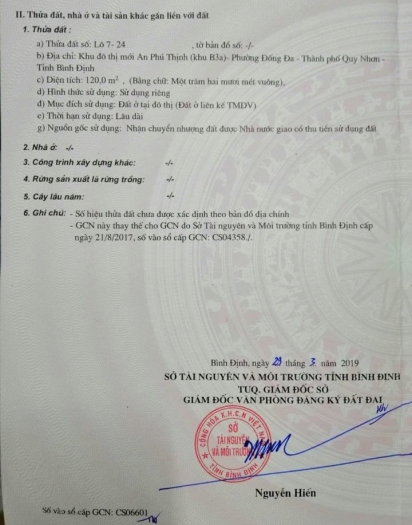 II. Thửa đất, nhà ở và tài sản khác gắn liền với đất
1. Thửa đất :
a) Thửa đất số: Lô 7- 24 , tờ bản đồ số: -/-
b) Địa chỉ: Khu đô thị mới An Phú Thịnh (khu B3a)- Phường Đống Đa - Thành phố Quy Nhơn -
Tỉnh Bình Định
c) Diện tích: 120,0 m² , (Bằng chữ: Một trăm hai mươi mét vuông),
d) Hình thức sử dụng: Sử dụng riêng
đ) Mục đích sử dụng: Đất ở tại đô thị (Đất ở liên kế TMDV)
e) Thời hạn sử dụng: Lâu dài
g) Nguồn gốc sử dụng: Nhận chuyển nhượng đất được Nhà nước giao có thu tiền sử dụng đất
2. Nhà ở: -/-
3. Công trình xây dựng khác: -/-
4. Rừng sản xuất là rừng trồng: -/-
5. Cây lâu năm: -/-
6. Ghi chú: - Số hiệu thửa đất chưa được xác định theo bản đồ địa chính
- GCN này thay thế cho GCN do Sở Tài nguyên và Môi trường tỉnh Bình Định cấp
ngày 21/8/2017, số vào sổ cấp GCN: CS04358./.
Bình Định, ngày 29 tháng 3 năm 2019
SỞ TÀI NGUYÊN VÀ MÔI TRƯỜNG TỈNH BÌNH ĐỊNH
TUQ. GIÁM ĐỐC SỞ
GIÁM ĐỐC VĂN PHÒNG ĐĂNG KÝ ĐẤT ĐAI
CỘNG HÒA X.H.C.N VIỆT NAM
SỞ
TÀI NGUYÊN
VÀ MÔI TRƯỜNG
TỈNH BÌNH ĐỊNH
Nguyễn Hiến
Số vào sổ cấp GCN: CS06601